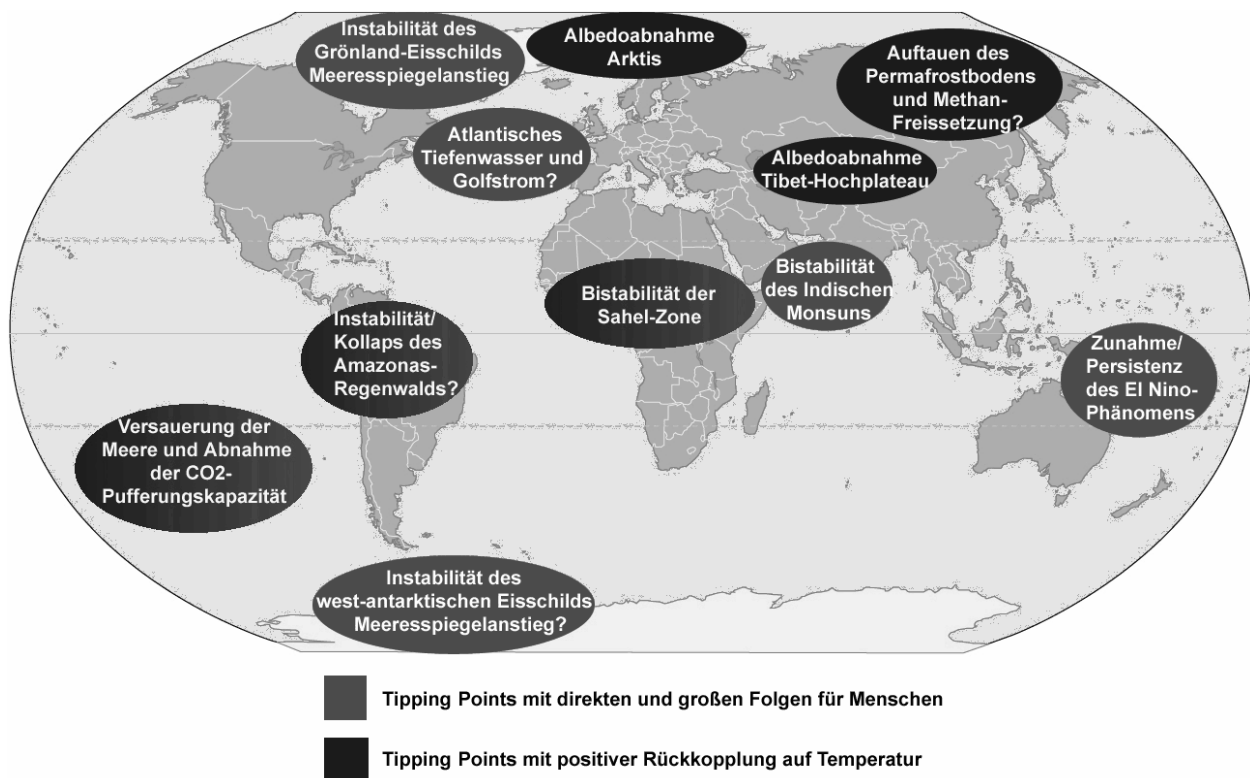 Instabilität des
Grönland-Eisschilds
Meeresspiegelanstieg
Albedoabnahme
Arktis
Auftauen des
Permafrostbodens
und Methan-
Freissetzung?
Atlantisches
Tiefenwasser und
Golfstrom?
Albedoabnahme
Tibet-Hochplateau
Bistabilität der
Sahel-Zone
Bistabilität
des Indischen
Monsuns
Instabilität/
Kollaps des
Amazonas-
Regenwalds?
Zunahme/
Persistenz
des El Nino-
Phänomens
Versauerung der
Meere und Abnahme
der CO2-
Pufferungskapazität
Instabilität des
west-antarktischen Eisschilds
Meeresspiegelanstieg?
Tipping Points mit direkten und großen Folgen für Menschen
Tipping Points mit positiver Rückkopplung auf Temperatur